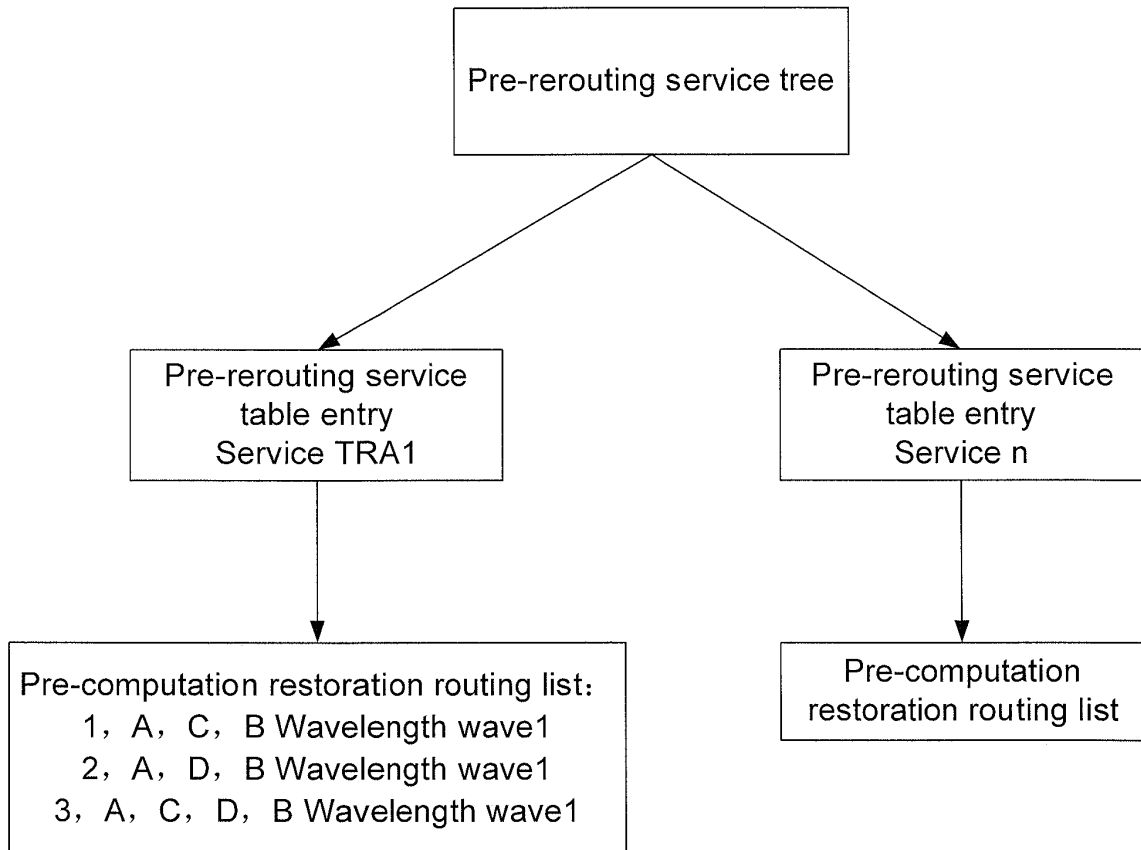 Pre-rerouting service tree
Pre-rerouting service
table entry
Service TRA1
Pre-rerouting service
table entry
Service n
Pre-computation restoration routing list：
1，A，C，B Wavelength wave1
2，A，D，B Wavelength wave1
3，A，C，D，B Wavelength wave1
Pre-computation
restoration routing list